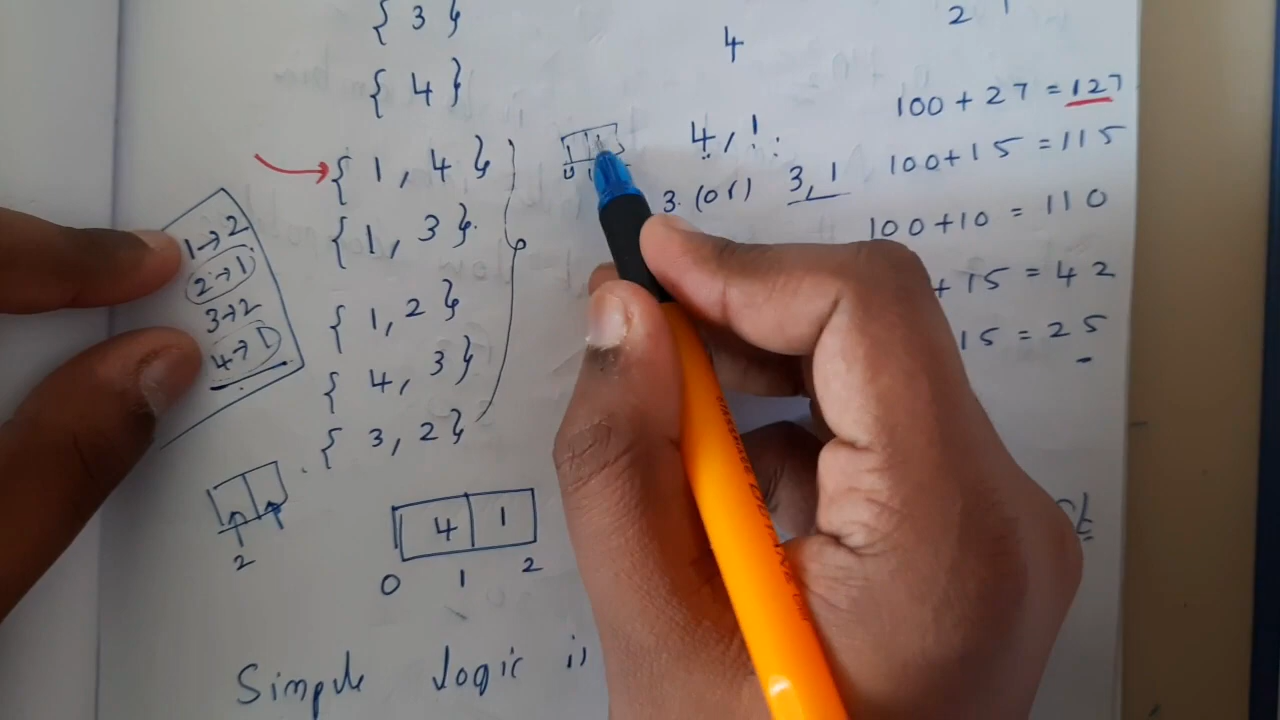 { 3 }
{ 4 }
{ 1 , 4 }
{ 1 , 3 }
{ 1 , 2 }
{ 4 , 3 }
{ 3 , 2 }
1→2
2→1
3→2
4→1
2
4 1
0 1 2
Simple logic is
4
4 , 1
3. (or) 3, 1
2 1
100 + 27 = 127
100 + 15 = 115
100 + 10 = 110
+ 15 = 42
15 = 25